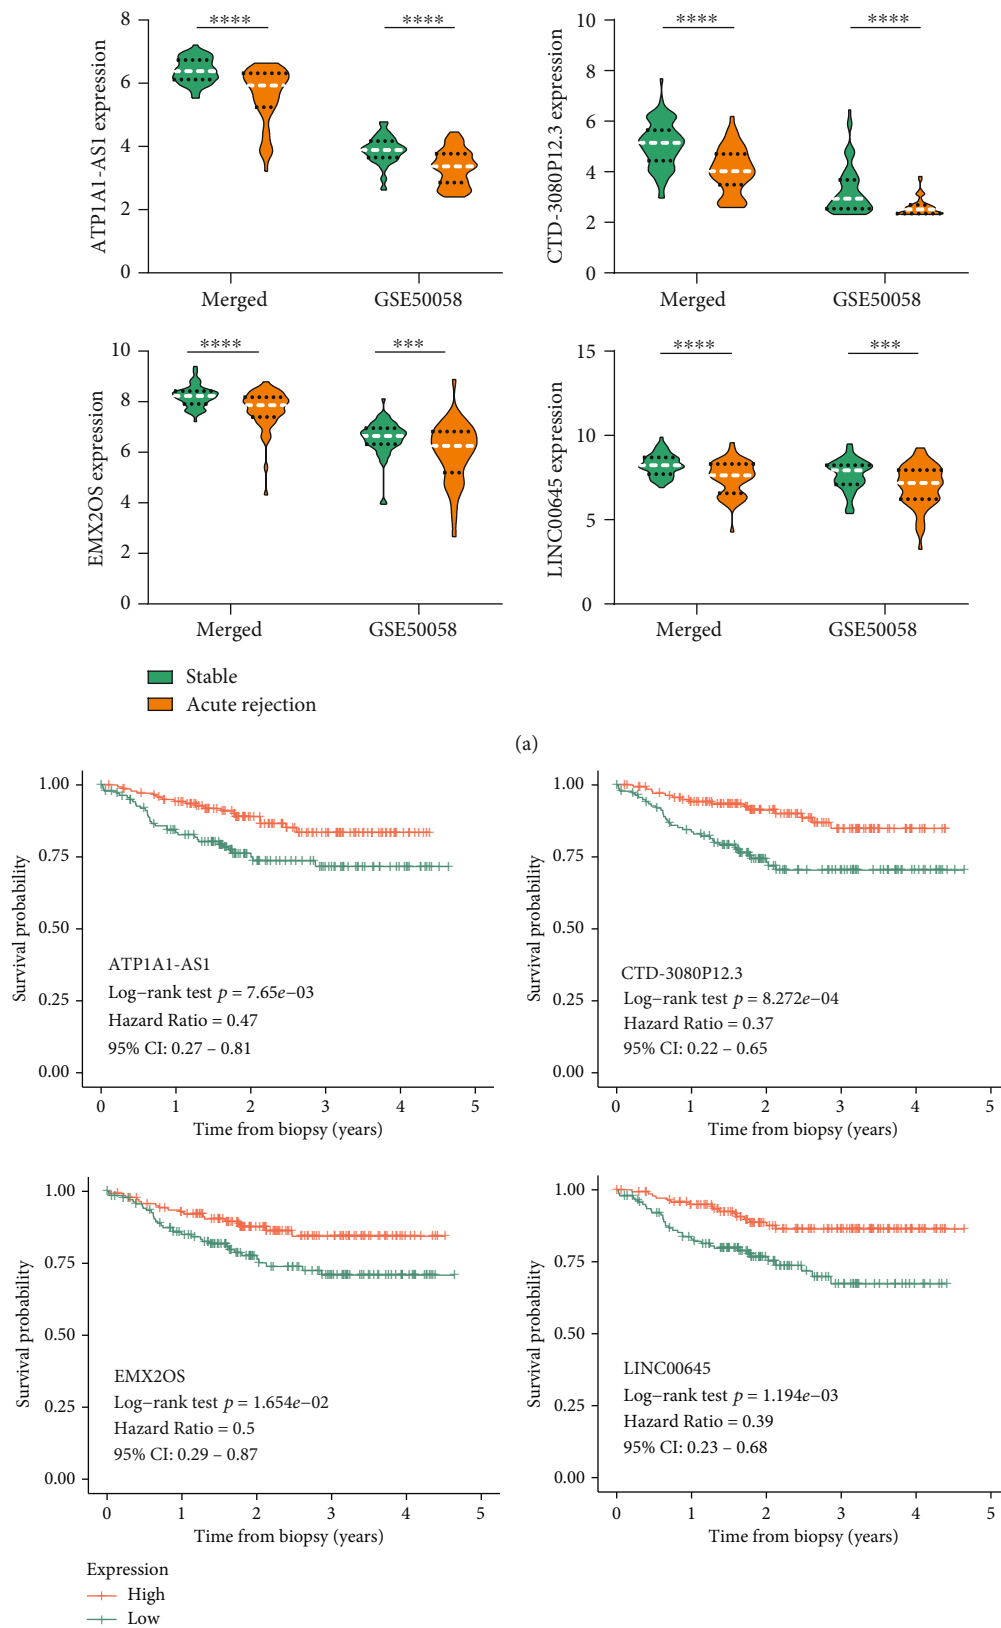 **** ****
8
6
4
2
0
ATP1A1-AS1 expression
Merged GSE50058
**** ****
10
8
6
4
2
0
CTD-3080P12.3 expression
Merged GSE50058
**** ***
10
8
6
4
2
0
EMX2OS expression
Merged GSE50058
**** ***
15
10
5
0
LINC00645 expression
Merged GSE50058
Stable
Acute rejection
(a)
1.00
0.75
0.50
0.25
0.00
Survival probability
ATP1A1-AS1
Log−rank test p = 7.65e−03
Hazard Ratio = 0.47
95% CI: 0.27 – 0.81
0 1 2 3 4 5
Time from biopsy (years)
1.00
0.75
0.50
0.25
0.00
Survival probability
CTD-3080P12.3
Log−rank test p = 8.272e−04
Hazard Ratio = 0.37
95% CI: 0.22 – 0.65
0 1 2 3 4 5
Time from biopsy (years)
1.00
0.75
0.50
0.25
0.00
Survival probability
EMX2OS
Log−rank test p = 1.654e−02
Hazard Ratio = 0.5
95% CI: 0.29 – 0.87
0 1 2 3 4 5
Time from biopsy (years)
1.00
0.75
0.50
0.25
0.00
Survival probability
LINC00645
Log−rank test p = 1.194e−03
Hazard Ratio = 0.39
95% CI: 0.23 – 0.68
0 1 2 3 4 5
Time from biopsy (years)
Expression
High
Low